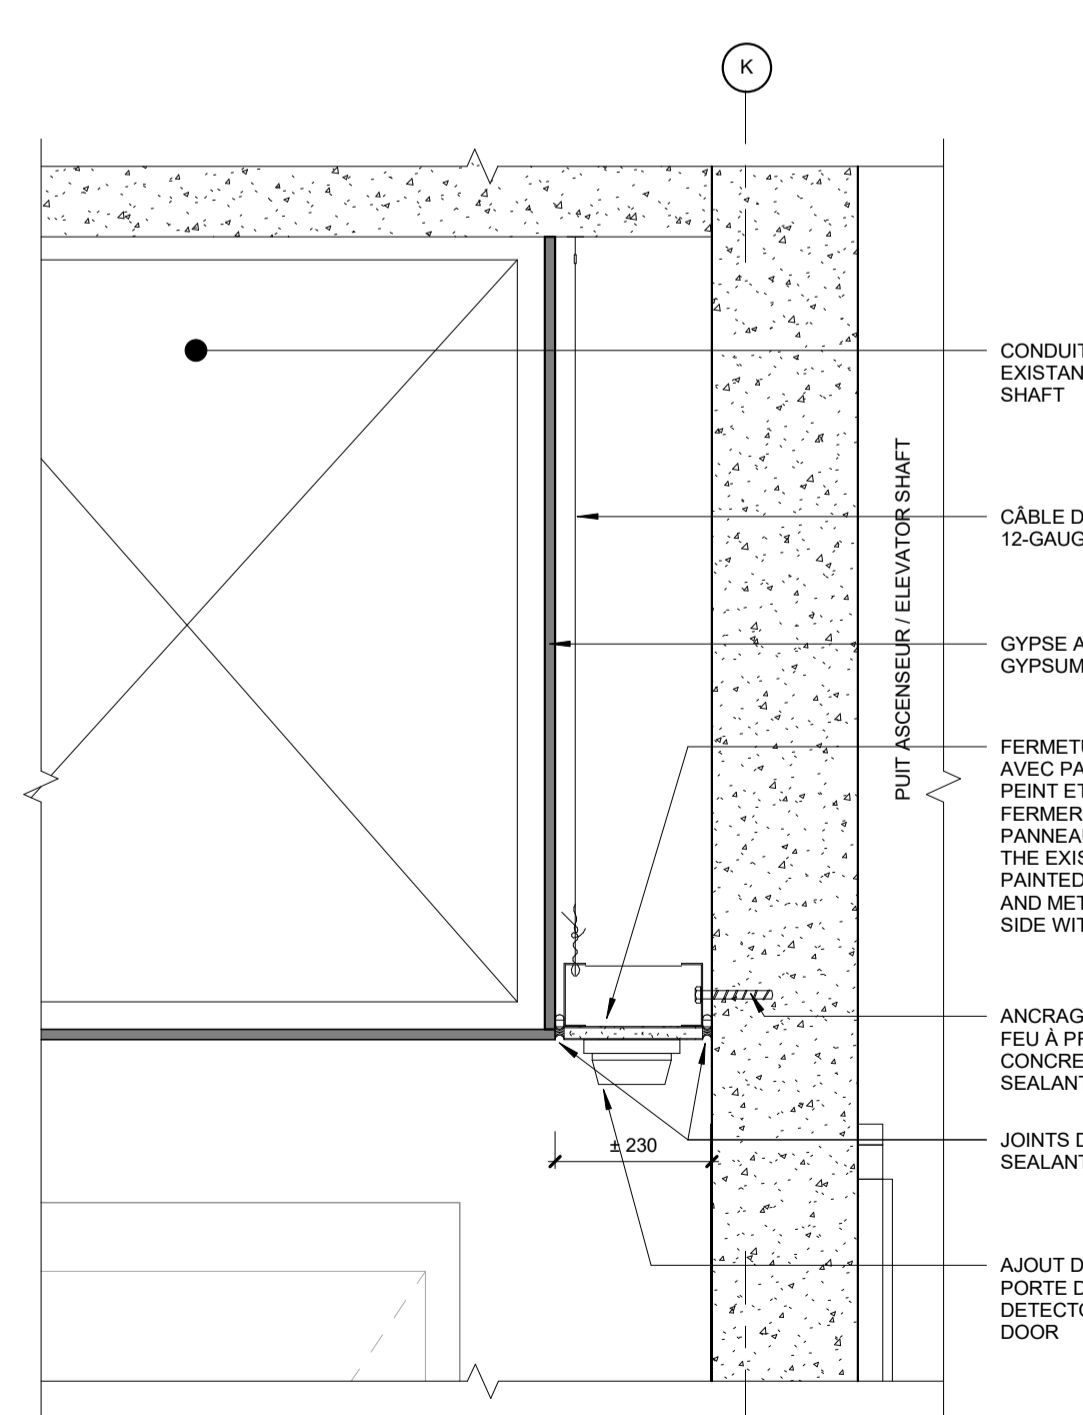 K
CONDUIT
EXISTAN
SHAFT
CÂBLE D
12-GAUG
PUIT ASCENSEUR / ELEVATOR SHAFT
GYPSE A
GYPSUM
FERMETU
AVEC PA
PEINT ET
FERMER
PANNEAU
THE EXIS
PAINTED
AND MET
SIDE WIT
ANCRAG
FEU À PR
CONCRE
SEALANT
± 230
JOINTS D
SEALANT
AJOUT D
PORTE D
DETECTO
DOOR